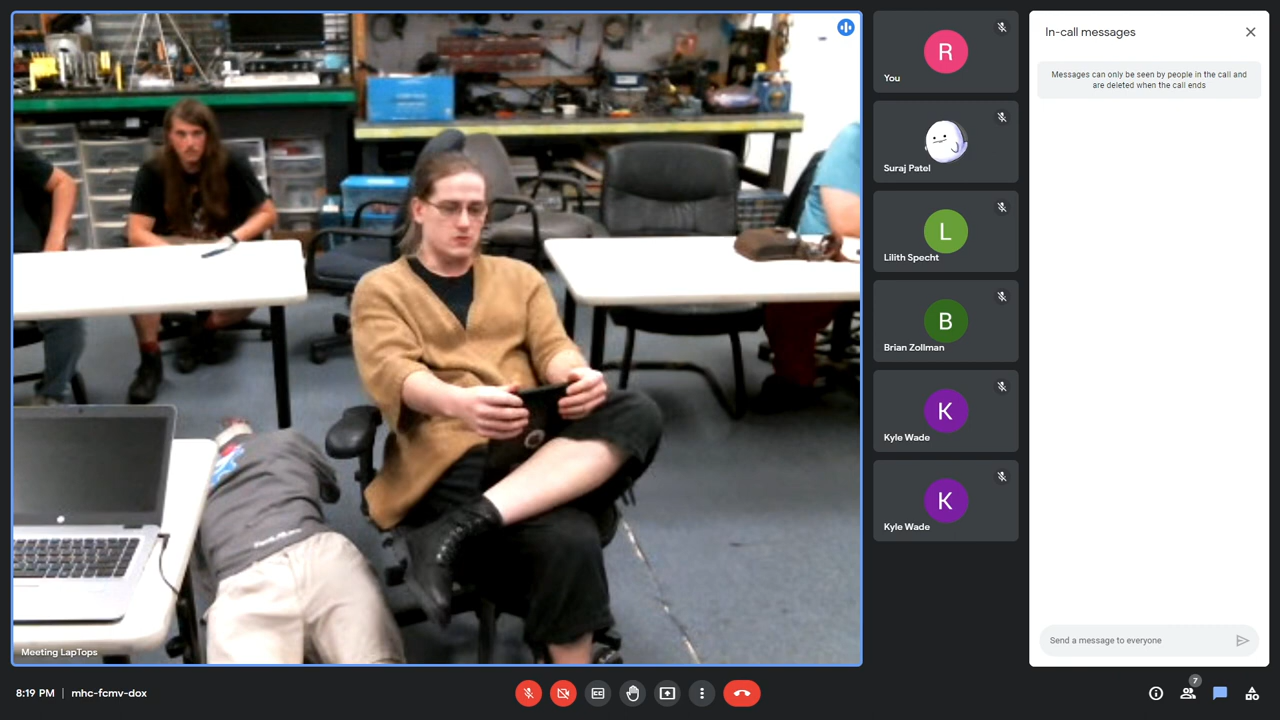 Meeting LapTops
R
You
Suraj Patel
L
Lilith Specht
B
Brian Zollman
K
Kyle Wade
K
Kyle Wade
In-call messages
Messages can only be seen by people in the call and
are deleted when the call ends
Send a message to everyone
8:19 PM | mhc-fcmv-dox
CC
7